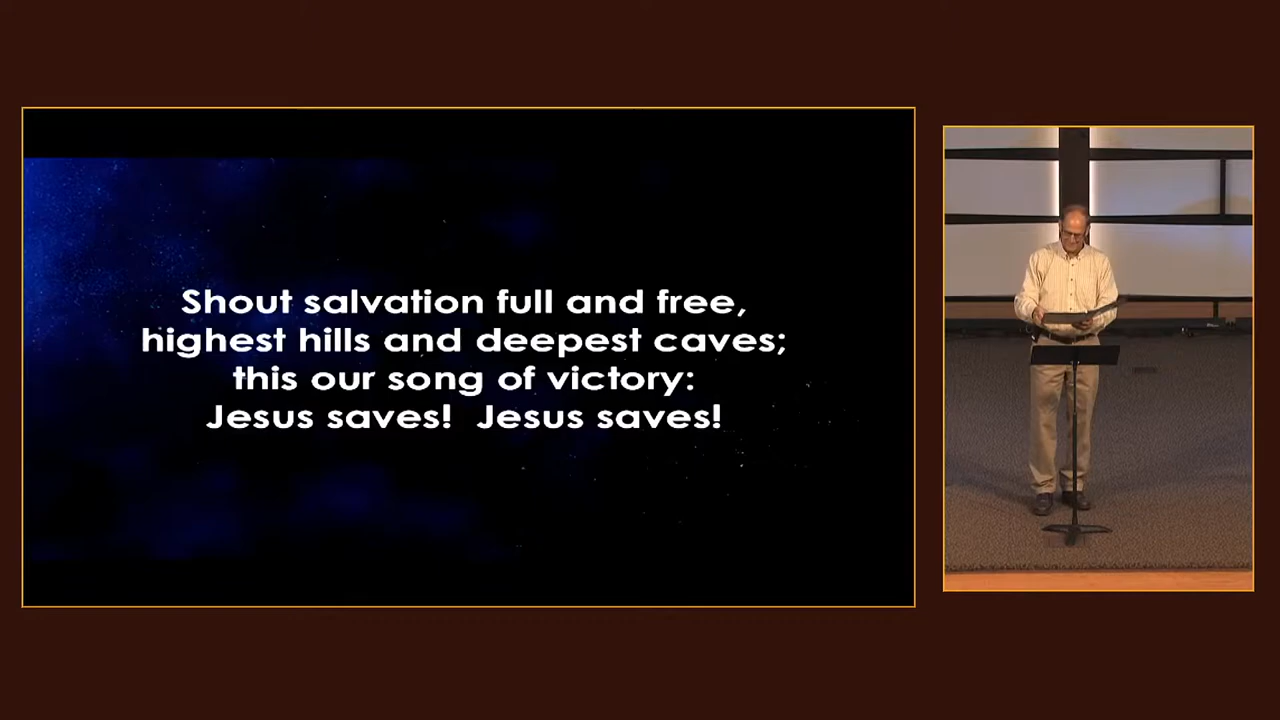 Shout salvation full and free,
highest hills and deepest caves;
this our song of victory:
Jesus saves!  Jesus saves!